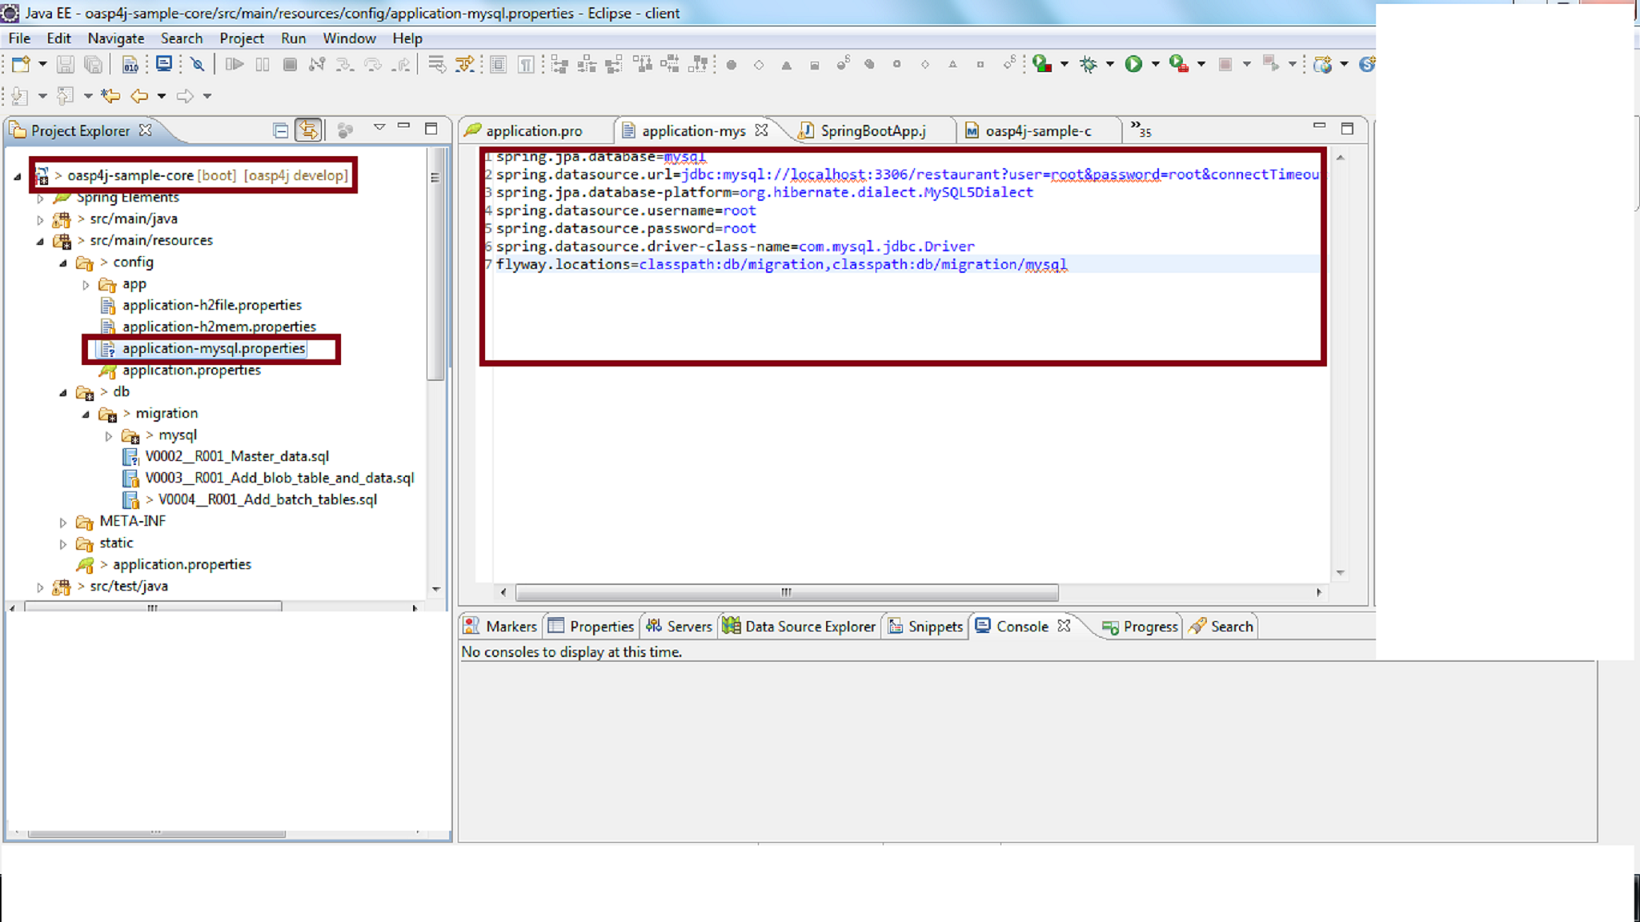 Java EE - oasp4j-sample-core/src/main/resources/config/application-mysql.properties - Eclipse - client
File Edit Navigate Search Project Run Window Help
Project Explorer
application.pro application-mys SpringBootApp.j oasp4j-sample-c »35
> oasp4j-sample-core [boot] [oasp4j develop]
Spring Elements
> src/main/java
> src/main/resources
> config
app
application-h2file.properties
application-h2mem.properties
application-mysql.properties
application.properties
> db
> migration
> mysql
V0002__R001_Master_data.sql
V0003__R001_Add_blob_table_and_data.sql
> V0004__R001_Add_batch_tables.sql
META-INF
static
> application.properties
> src/test/java
1 spring.jpa.database=mysql
2 spring.datasource.url=jdbc:mysql://localhost:3306/restaurant?user=root&password=root&connectTimeou
3 spring.jpa.database-platform=org.hibernate.dialect.MySQL5Dialect
4 spring.datasource.username=root
5 spring.datasource.password=root
6 spring.datasource.driver-class-name=com.mysql.jdbc.Driver
7 flyway.locations=classpath:db/migration,classpath:db/migration/mysql
Markers Properties Servers Data Source Explorer Snippets Console Progress Search
No consoles to display at this time.